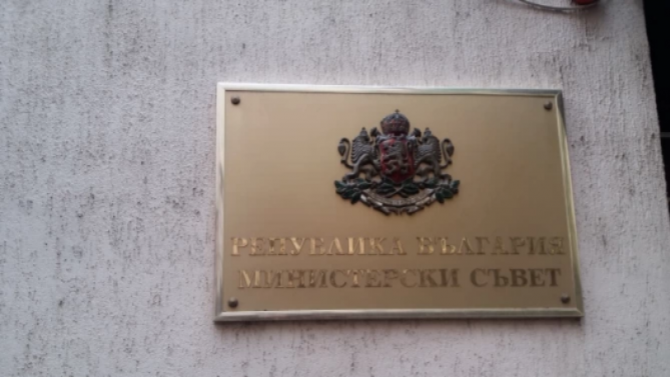 РЕПУБЛИКА БЪЛГАРИЯ
МИНИСТЕРСКИ СЪВЕТ